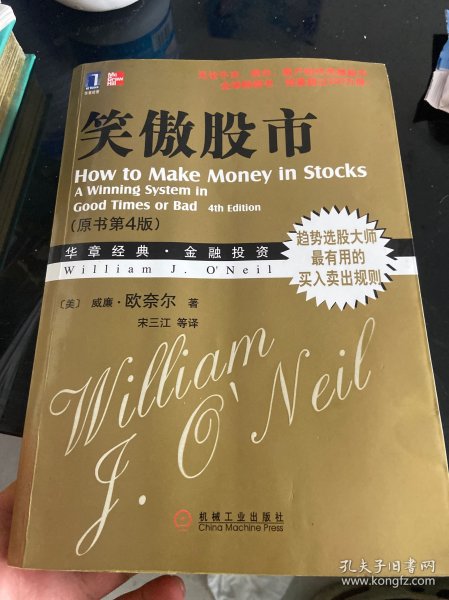 Mc
Graw
Hill
笑傲股市
How to Make Money in Stocks
A Winning System in
Good Times or Bad 4th Edition
(原书第4版)
华章经典·金融投资
William J. O'Neil
趋势选股大师
最有用的
买入卖出规则
〔美〕 威廉·欧奈尔 著
宋三江 等译
William
J. O'Neil
机械工业出版社
China Machine Press
孔夫子旧书网
www.kongfz.com